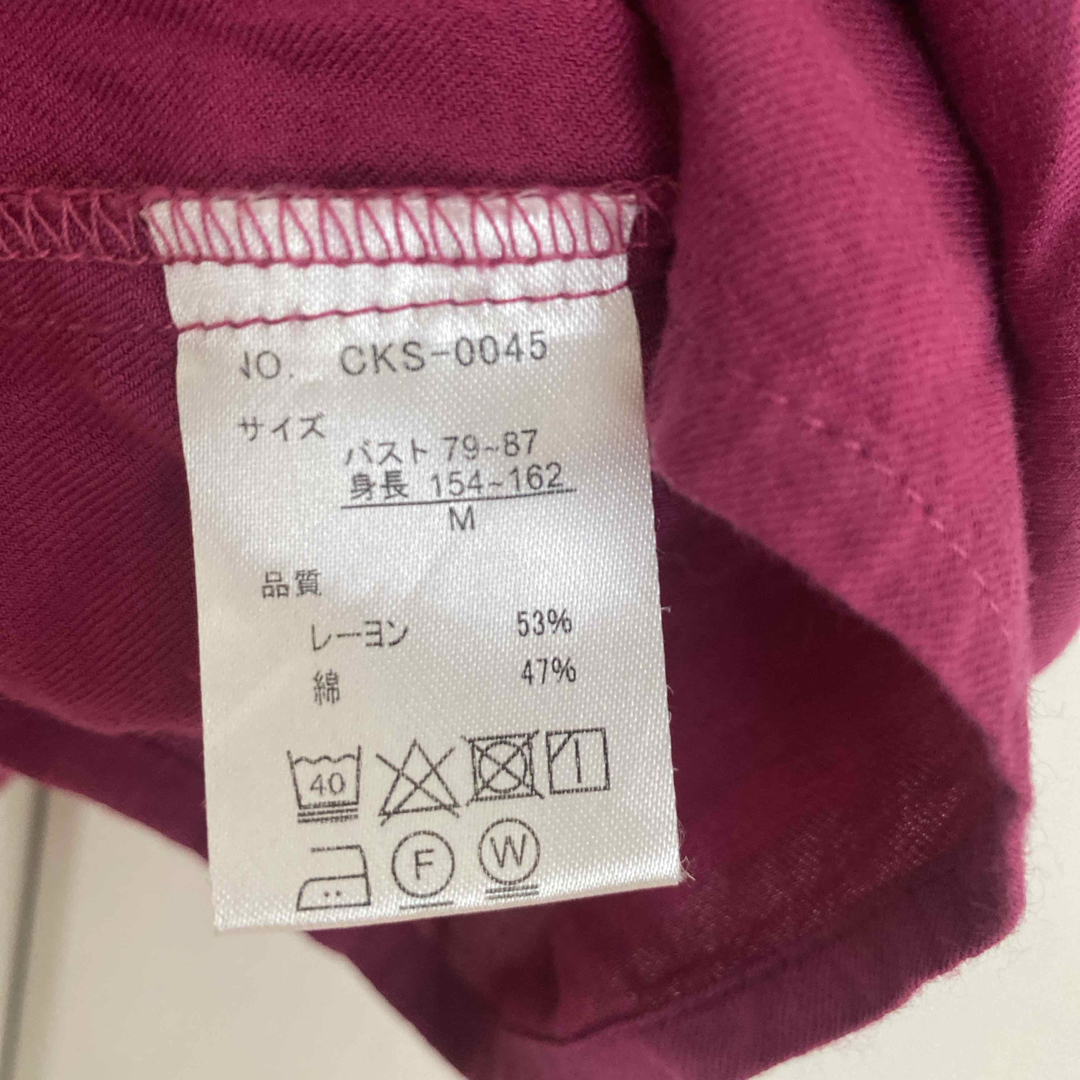 NO. CKS-0045
サイズ
バスト 79~87
身長 154~162
M
品質
レーヨン 53%
綿 47%
40
F W